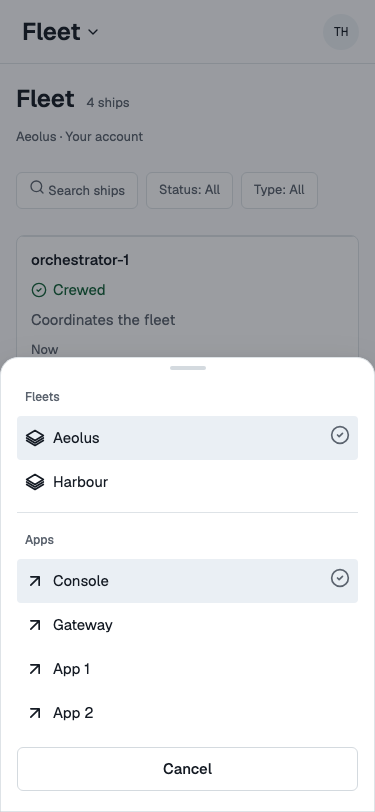 Fleet
TH
Fleet 4 ships
Aeolus · Your account
Search ships Status: All Type: All
orchestrator-1
Crewed
Coordinates the fleet
Now
Fleets
Aeolus
Harbour
Apps
Console
Gateway
App 1
App 2
Cancel